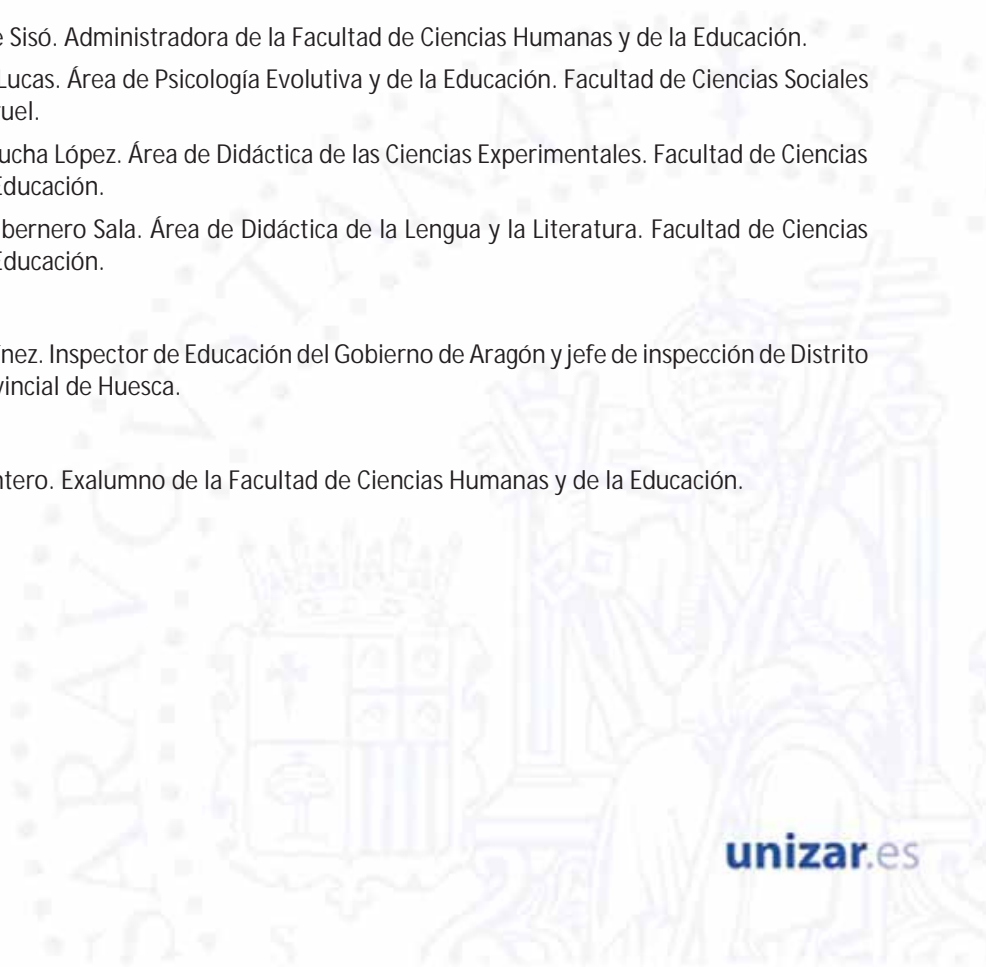 e Sisó. Administradora de la Facultad de Ciencias Humanas y de la Educación.
Lucas. Área de Psicología Evolutiva y de la Educación. Facultad de Ciencias Sociales
uel.
ucha López. Área de Didáctica de las Ciencias Experimentales. Facultad de Ciencias
Educación.
bernero Sala. Área de Didáctica de la Lengua y la Literatura. Facultad de Ciencias
Educación.
ínez. Inspector de Educación del Gobierno de Aragón y jefe de inspección de Distrito
vincial de Huesca.
ntero. Exalumno de la Facultad de Ciencias Humanas y de la Educación.
unizar.es